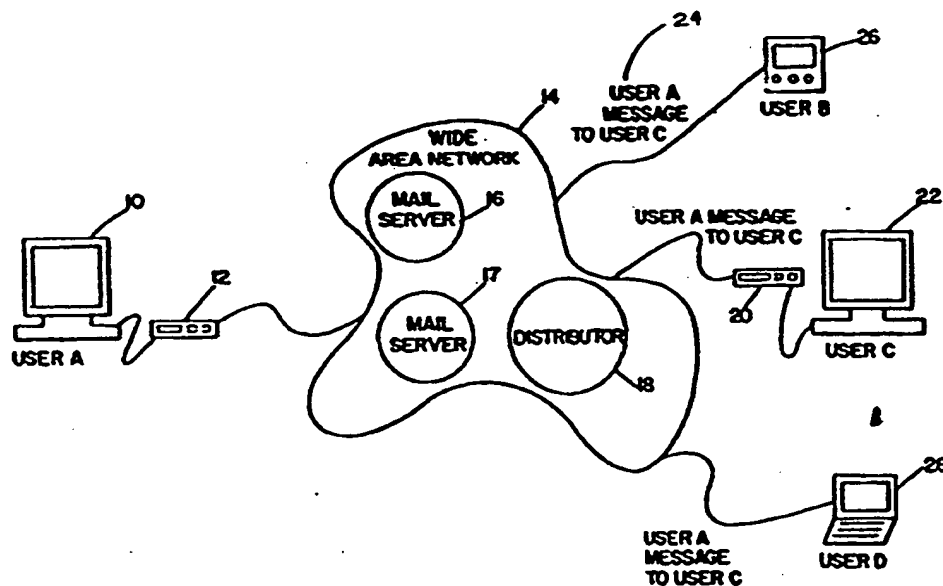 24
26
USER A
MESSAGE
TO USER C
USER B
14
WIDE
AREA NETWORK
10
MAIL
SERVER
16
USER A MESSAGE
TO USER C
22
12
17
MAIL
SERVER
DISTRIBUTOR
20
USER A
USER C
18
28
USER A
MESSAGE
TO USER C
USER D